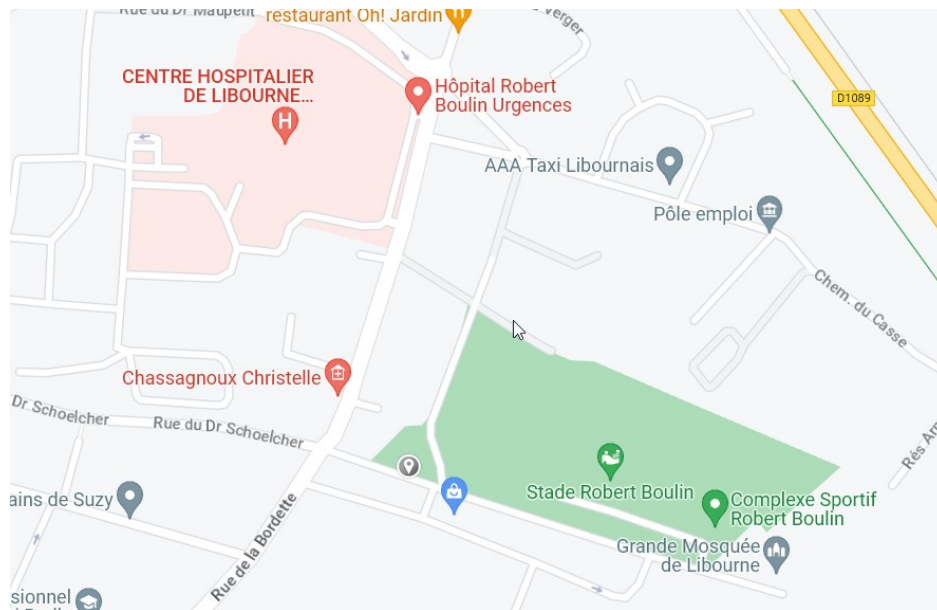 Rue du Dr Maupetit
restaurant Oh! Jardin
Verger
CENTRE HOSPITALIER
DE LIBOURNE...
H
Hôpital Robert
Boulin Urgences
D1089
AAA Taxi Libournais
Pôle emploi
Chem. du Casse
Chassagnoux Christelle
Dr Schoelcher
Rue du Dr Schoelcher
Rés
ains de Suzy
Stade Robert Boulin
Complexe Sportif
Robert Boulin
Rue de la Bordette
Grande Mosquée
de Libourne
sionnel